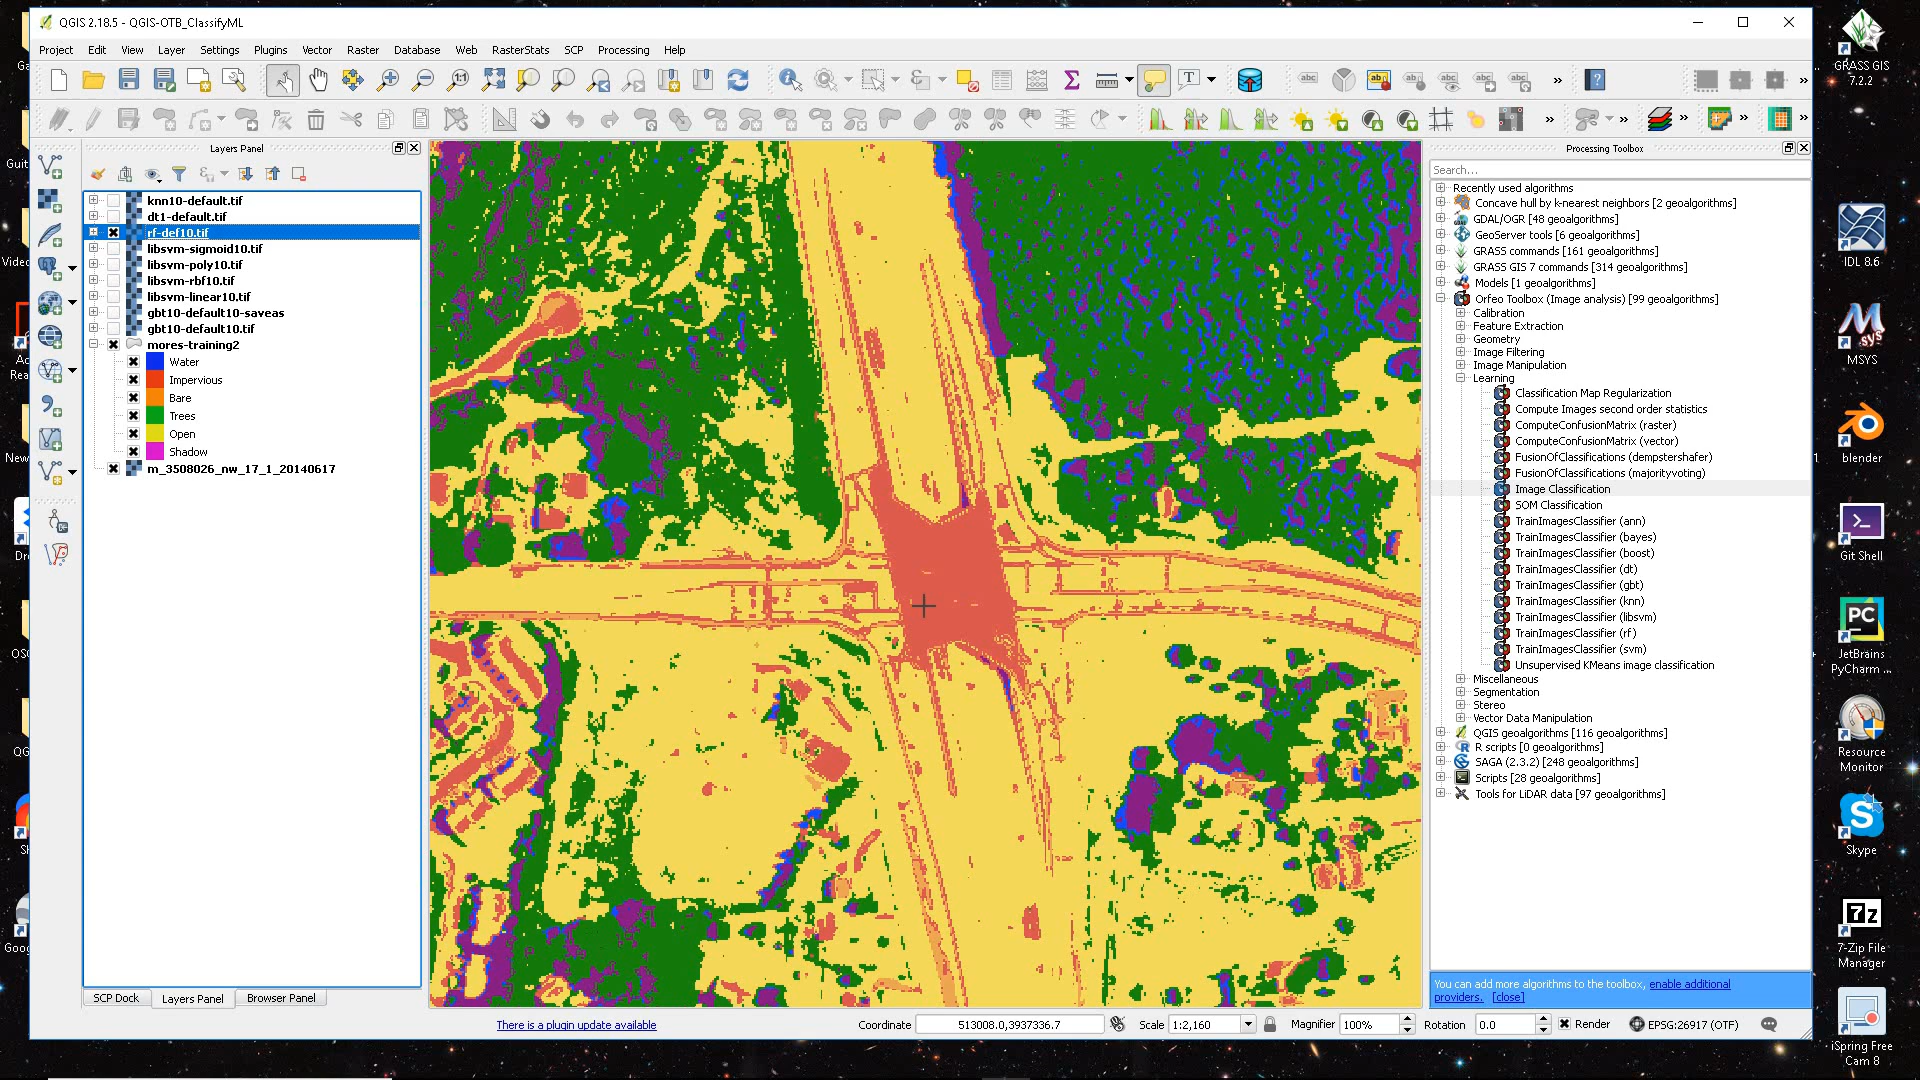 QGIS 2.18.5 - QGIS-OTB_ClassifyML
Project Edit View Layer Settings Plugins Vector Raster Database Web RasterStats SCP Processing Help
Layers Panel
knn10-default.tif
dt1-default.tif
rf-def10.tif
libsvm-sigmoid10.tif
libsvm-poly10.tif
libsvm-rbf10.tif
libsvm-linear10.tif
gbt10-default10-saveas
gbt10-default10.tif
mores-training2
Water
Impervious
Bare
Trees
Open
Shadow
m_3508026_nw_17_1_20140617
SCP Dock Layers Panel Browser Panel
Processing Toolbox
Search...
Recently used algorithms
Concave hull by k-nearest neighbors [2 geoalgorithms]
GDAL/OGR [48 geoalgorithms]
GeoServer tools [6 geoalgorithms]
GRASS commands [161 geoalgorithms]
GRASS GIS 7 commands [314 geoalgorithms]
Models [1 geoalgorithms]
Orfeo Toolbox (Image analysis) [99 geoalgorithms]
Calibration
Feature Extraction
Geometry
Image Filtering
Image Manipulation
Learning
Classification Map Regularization
Compute Images second order statistics
ComputeConfusionMatrix (raster)
ComputeConfusionMatrix (vector)
FusionOfClassifications (dempstershafer)
FusionOfClassifications (majorityvoting)
Image Classification
SOM Classification
TrainImagesClassifier (ann)
TrainImagesClassifier (bayes)
TrainImagesClassifier (boost)
TrainImagesClassifier (dt)
TrainImagesClassifier (gbt)
TrainImagesClassifier (knn)
TrainImagesClassifier (libsvm)
TrainImagesClassifier (rf)
TrainImagesClassifier (svm)
Unsupervised KMeans image classification
Miscellaneous
Segmentation
Stereo
Vector Data Manipulation
QGIS geoalgorithms [116 geoalgorithms]
R scripts [0 geoalgorithms]
SAGA (2.3.2) [248 geoalgorithms]
Scripts [28 geoalgorithms]
Tools for LiDAR data [97 geoalgorithms]
You can add more algorithms to the toolbox, enable additional
providers. [close]
There is a plugin update available
Coordinate 513008.0,3937336.7 Scale 1:2,160 Magnifier 100% Rotation 0.0 Render EPSG:26917 (OTF)
GRASS GIS
7.2.2
IDL 8.6
MSYS
blender
Git Shell
JetBrains
PyCharm ...
Resource
Monitor
Skype
7-Zip File
Manager
iSpring Free
Cam 8